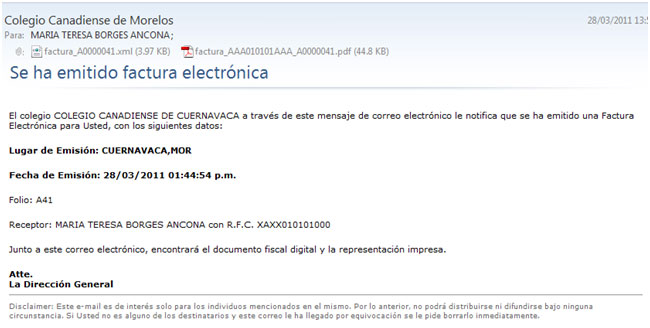 Colegio Canadiense de Morelos
28/03/2011 13:5
Para: MARIA TERESA BORGES ANCONA;
@: factura_A0000041.xml (3.97 KB) factura_AAA010101AAA_A0000041.pdf (44.8 KB)
Se ha emitido factura electrónica
El colegio COLEGIO CANADIENSE DE CUERNAVACA a través de este mensaje de correo electrónico le notifica que se ha emitido una Factura
Electrónica para Usted, con los siguientes datos:
Lugar de Emisión: CUERNAVACA,MOR
Fecha de Emisión: 28/03/2011 01:44:54 p.m.
Folio: A41
Receptor: MARIA TERESA BORGES ANCONA con R.F.C. XAXX010101000
Junto a este correo electrónico, encontrará el documento fiscal digital y la representación impresa.
Atte.
La Dirección General
Disclaimer: Este e-mail es de interés solo para los individuos mencionados en el mismo. Por lo anterior, no podrá distribuirse ni difundirse bajo ninguna
circunstancia. Si Usted no es alguno de los destinatarios y este correo le ha llegado por equivocación se le pide borrarlo inmediatamente.